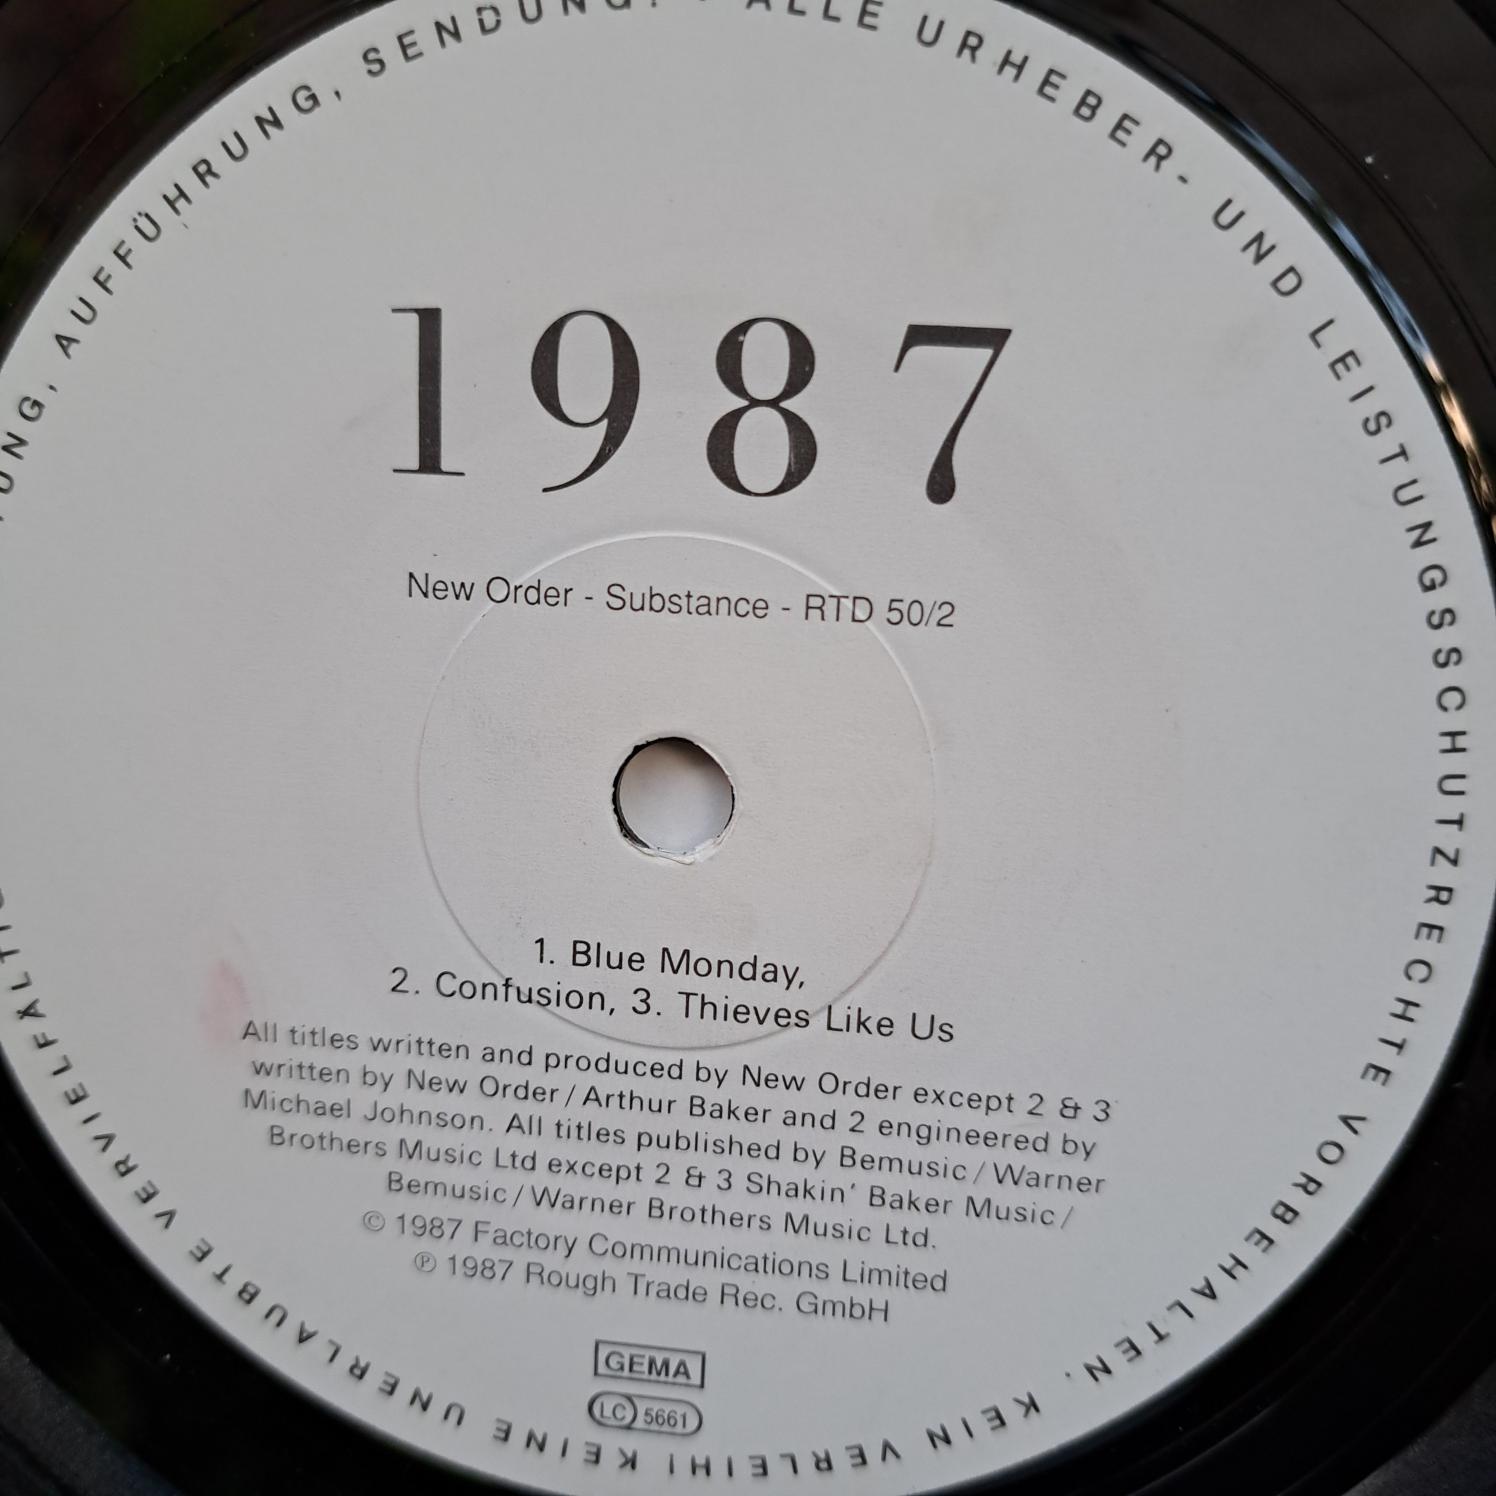 1987
New Order - Substance - RTD 50/2
1. Blue Monday,
2. Confusion, 3. Thieves Like Us
All titles written and produced by New Order except 2 & 3
written by New Order / Arthur Baker and 2 engineered by
Michael Johnson. All titles published by Bemusic / Warner
Brothers Music Ltd except 2 & 3 Shakin' Baker Music /
Bemusic / Warner Brothers Music Ltd.
© 1987 Factory Communications Limited
℗ 1987 Rough Trade Rec. GmbH
GEMA
LC 5661
ALLE URHEBER- UND LEISTUNGSSCHUTZRECHTE VORBEHALTEN. KEIN VERLEIH! KEINE UNERLAUBTE AUFFÜHRUNG, SENDUNG!